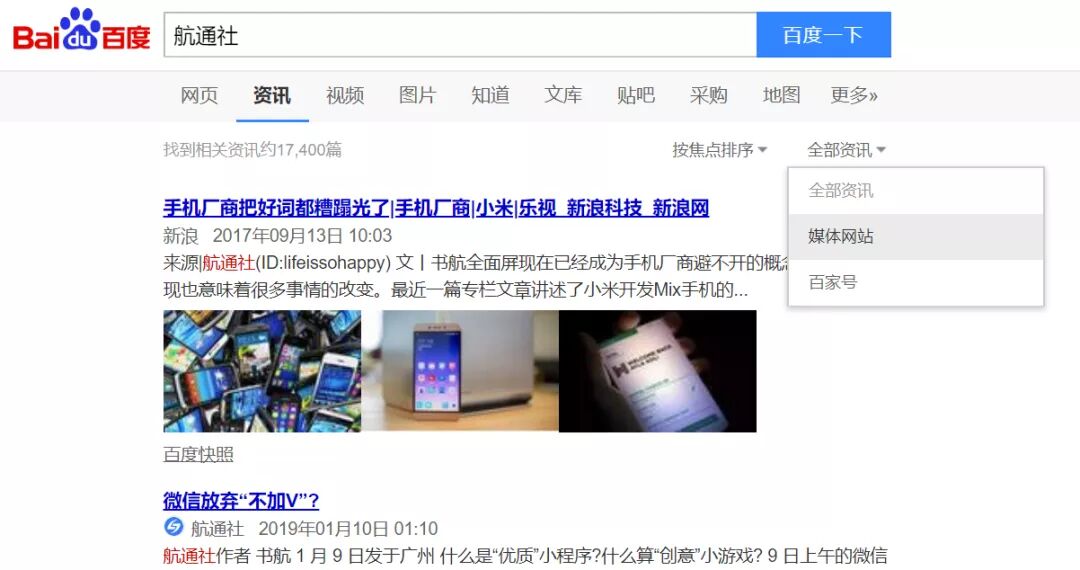 Baidu百度
航通社
百度一下
网页 资讯 视频 图片 知道 文库 贴吧 采购 地图 更多»
找到相关资讯约17,400篇
按焦点排序
全部资讯
全部资讯
媒体网站
百家号
手机厂商把好词都糟蹋光了|手机厂商|小米|乐视_新浪科技_新浪网
新浪 2017年09月13日 10:03
来源|航通社(ID:lifeissohappy) 文丨书航全面屏现在已经成为手机厂商避不开的概
现也意味着很多事情的改变。最近一篇专栏文章讲述了小米开发Mix手机的...
WELCOME BACK
百度快照
微信放弃“不加V”?
航通社 2019年01月10日 01:10
航通社作者 书航 1 月 9 日发于广州 什么是“优质”小程序?什么算“创意”小游戏? 9 日上午的微信